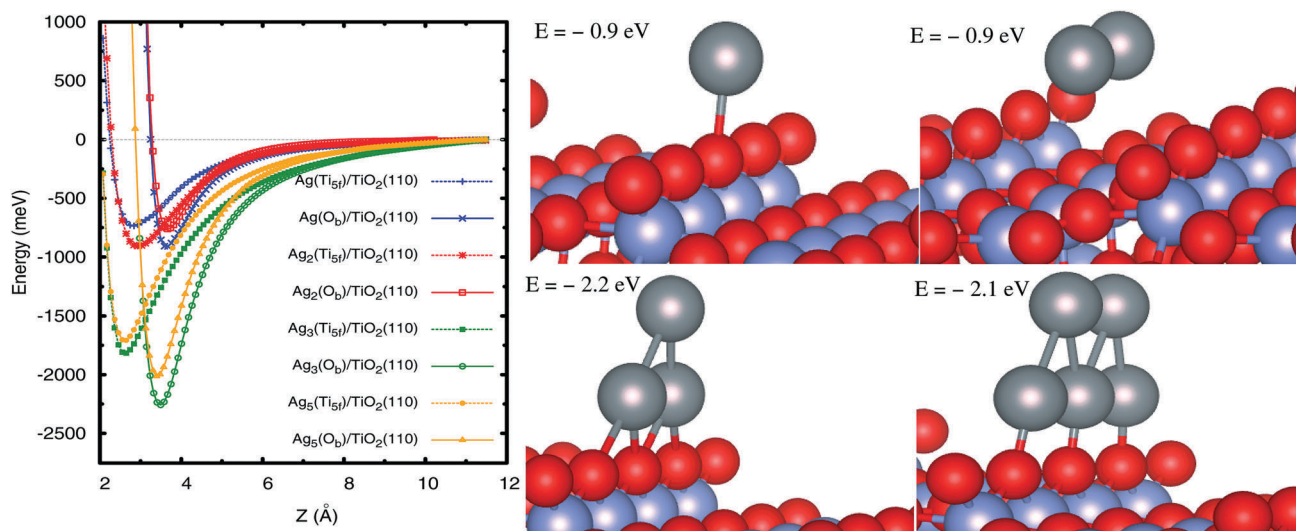 1000
500
0
-500
-1000
-1500
-2000
-2500
Energy (meV)
2
4
6
8
10
12
Z (Å)
Ag(Ti5f)/TiO2(110)
Ag(Ob)/TiO2(110)
Ag2(Ti5f)/TiO2(110)
Ag2(Ob)/TiO2(110)
Ag3(Ti5f)/TiO2(110)
Ag3(Ob)/TiO2(110)
Ag5(Ti5f)/TiO2(110)
Ag5(Ob)/TiO2(110)
E = − 0.9 eV
E = − 0.9 eV
E = − 2.2 eV
E = − 2.1 eV